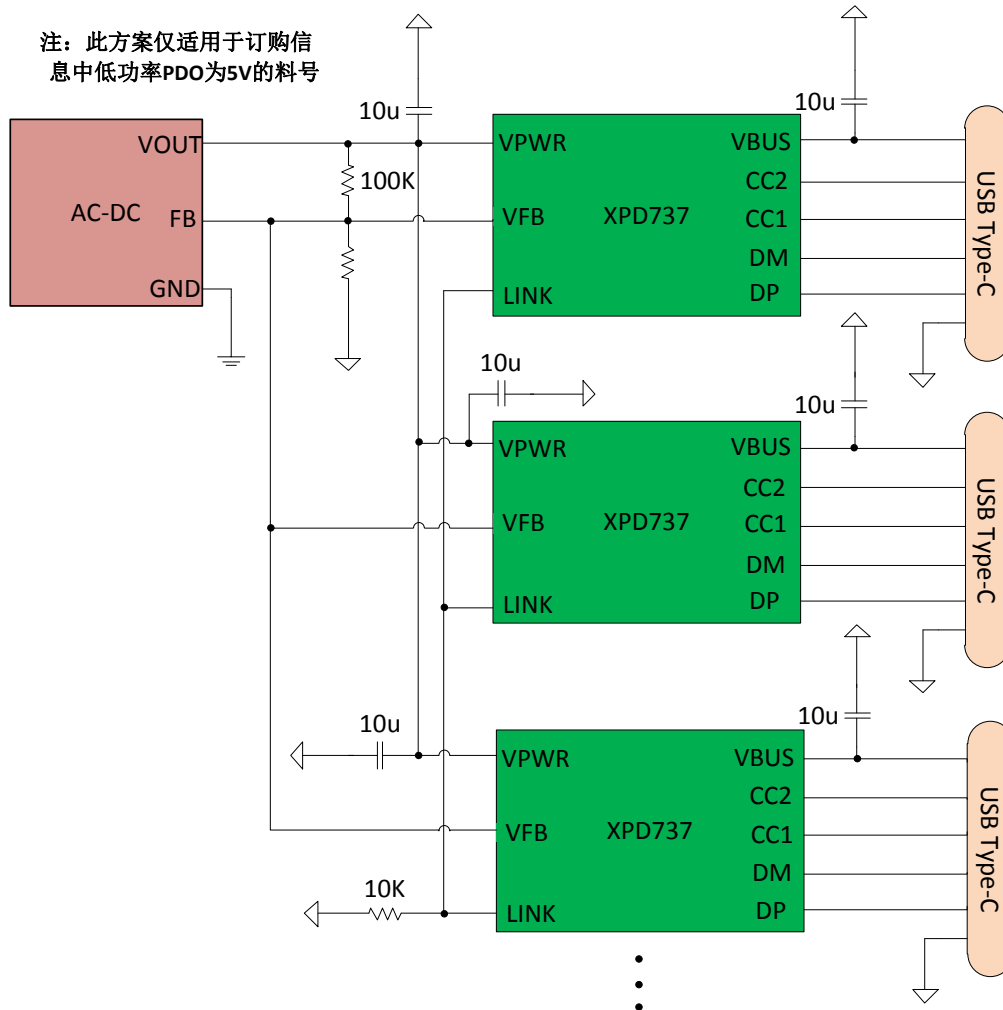 注：此方案仅适用于订购信
息中低功率PDO为5V的料号
10u
10u
VOUT
100K
AC-DC
FB
GND
VPWR
VBUS
CC2
VFB
XPD737
CC1
DM
LINK
DP
USB Type-C
10u
10u
VPWR
VBUS
CC2
VFB
XPD737
CC1
DM
LINK
DP
USB Type-C
10u
10u
VPWR
VBUS
CC2
VFB
XPD737
CC1
DM
10K
LINK
DP
USB Type-C